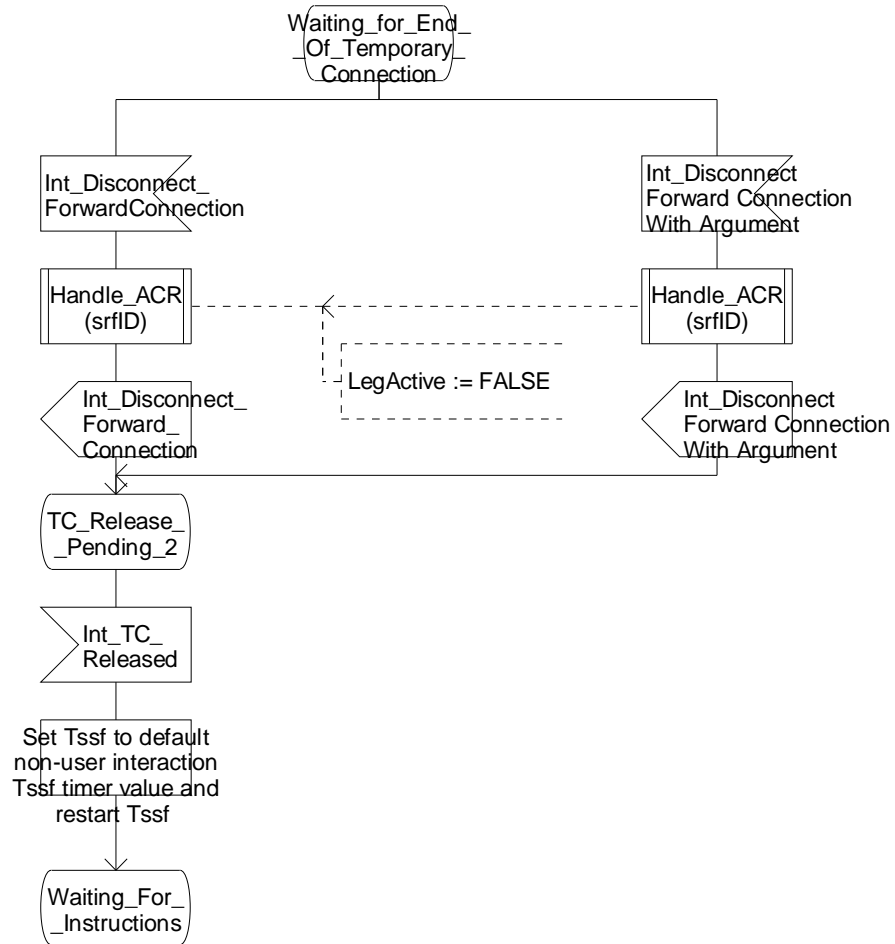 Waiting_for_End_
_Of_Temporary_
Connection
Int_Disconnect_
ForwardConnection
Int_Disconnect
Forward Connection
With Argument
Handle_ACR
(srfID)
Handle_ACR
(srfID)
LegActive := FALSE
Int_Disconnect_
Forward_
Connection
Int_Disconnect
Forward Connection
With Argument
TC_Release_
_Pending_2
Int_TC_
Released
Set Tssf to default
non-user interaction
Tssf timer value and
restart Tssf
Waiting_For_
_Instructions